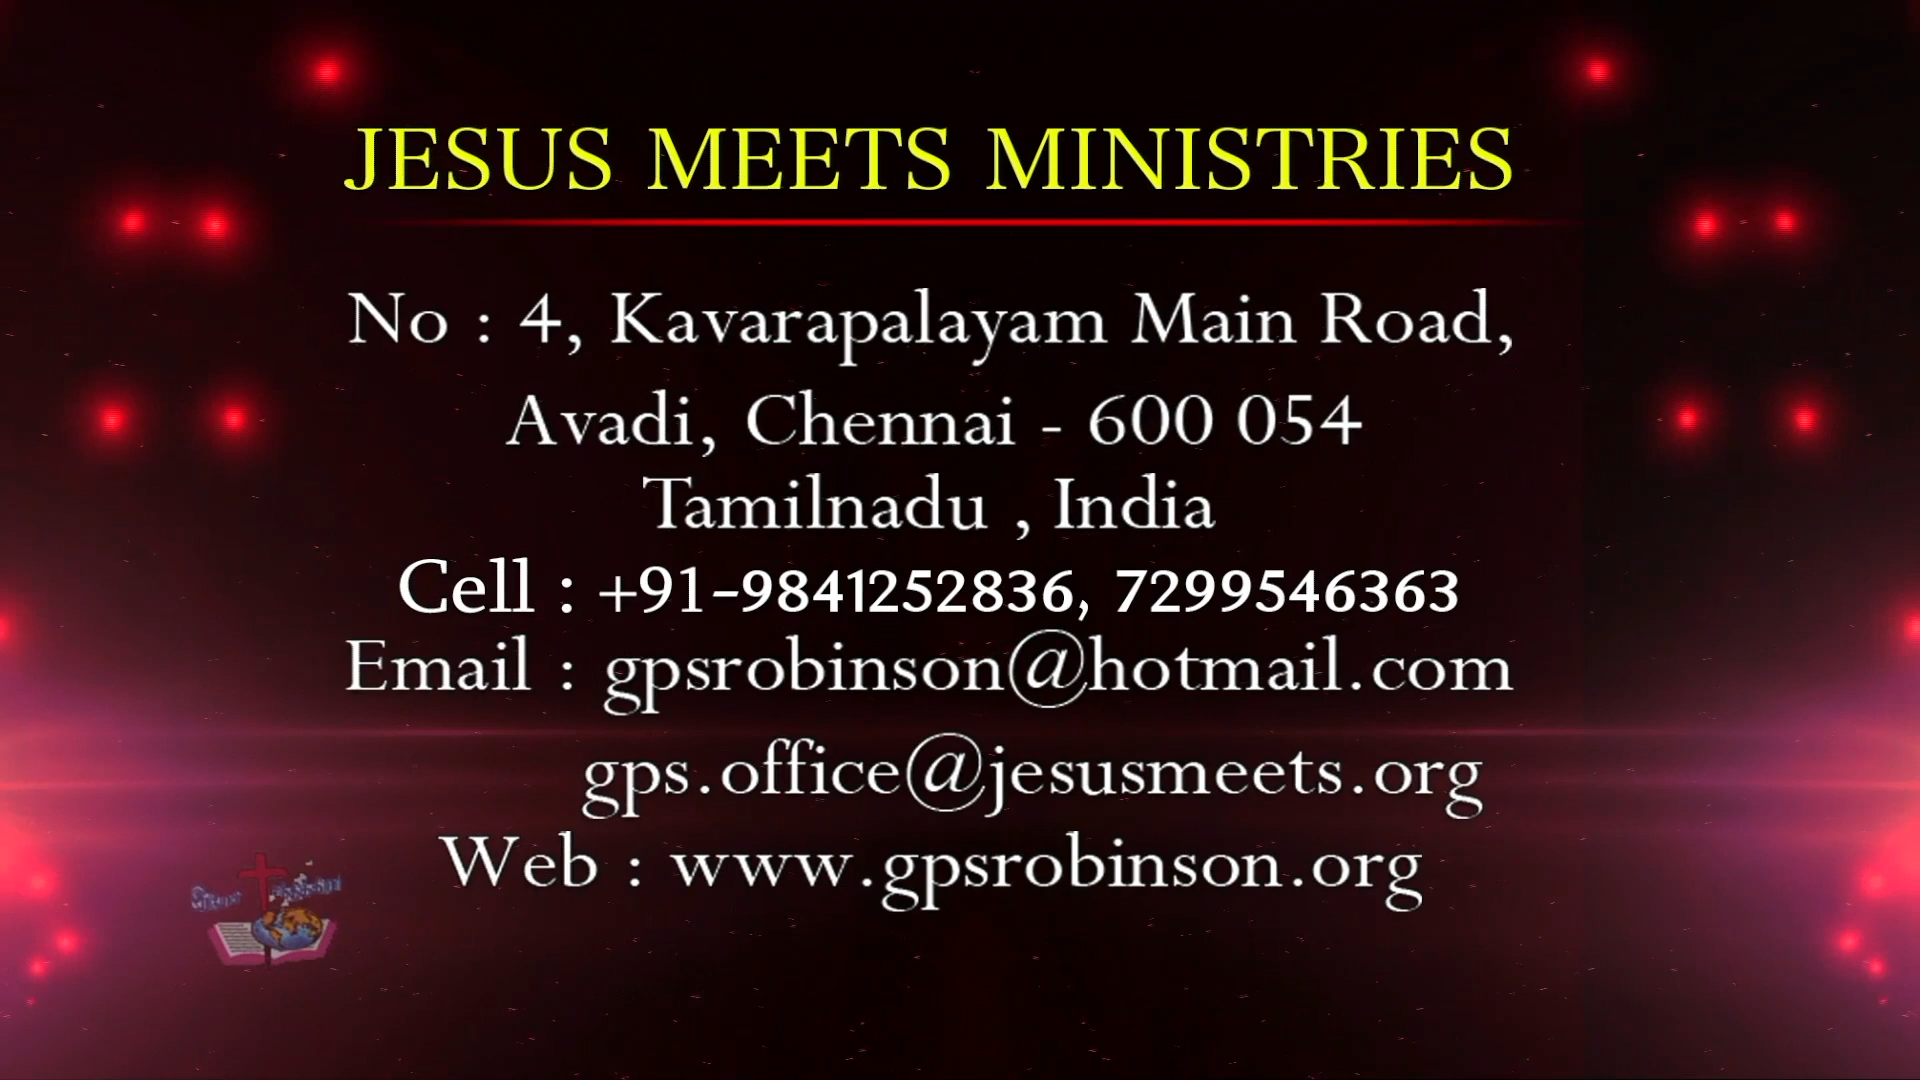 JESUS MEETS MINISTRIES
No : 4, Kavarapalayam Main Road,
Avadi, Chennai - 600 054
Tamilnadu , India
Cell : +91-9841252836, 7299546363
Email : gpsrobinson@hotmail.com
gps.office@jesusmeets.org
Web : www.gpsrobinson.org